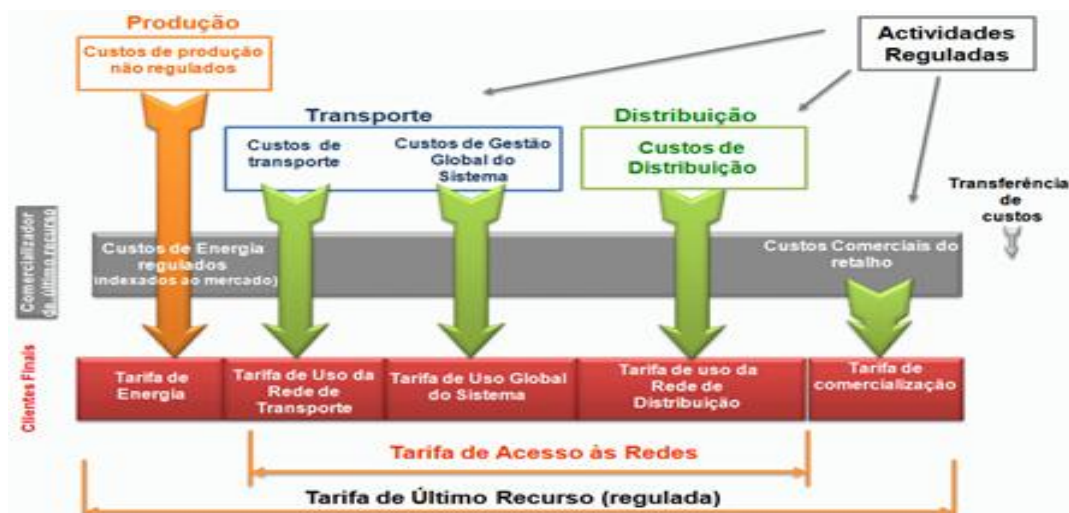 Produção
Custos de produção
não regulados
Actividades
Reguladas
Transporte
Custos de
transporte
Custos de Gestão
Global do
Sistema
Distribuição
Custos de
Distribuição
Transferência
de
custos
Comercializador
de último recurso
Custos de Energia
regulados
indexados ao mercado)
Custos Comerciais do
retalho
Clientes Finais
Tarifa de
Energia
Tarifa de Uso da
Rede de
Transporte
Tarifa de Uso Global
do Sistema
Tarifa de uso da
Rede de
Distribuição
Tarifa de
comercialização
Tarifa de Acesso às Redes
Tarifa de Último Recurso (regulada)